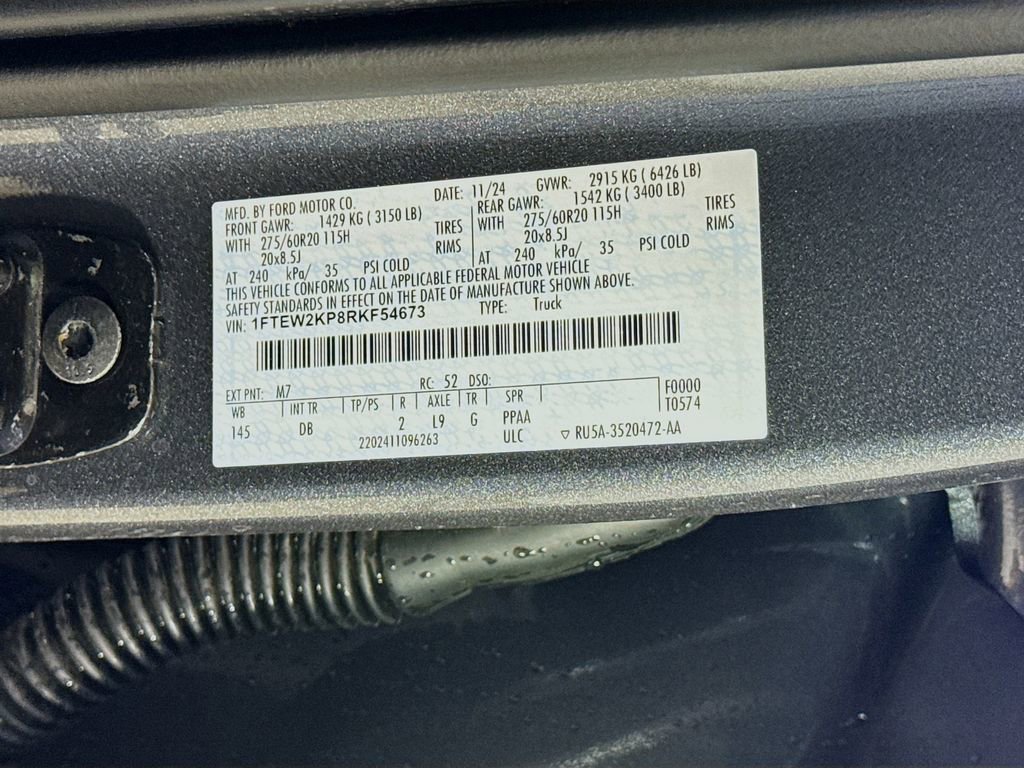 MFD. BY FORD MOTOR CO.
DATE: 11/24 GVWR: 2915 KG ( 6426 LB)
FRONT GAWR: 1429 KG ( 3150 LB)
REAR GAWR: 1542 KG ( 3400 LB)
WITH 275/60R20 115H TIRES
WITH 275/60R20 115H TIRES
20x8.5J RIMS
20x8.5J RIMS
AT 240 kPa/ 35 PSI COLD
AT 240 kPa/ 35 PSI COLD
THIS VEHICLE CONFORMS TO ALL APPLICABLE FEDERAL MOTOR VEHICLE
SAFETY STANDARDS IN EFFECT ON THE DATE OF MANUFACTURE SHOWN ABOVE.
VIN: 1FTEW2KP8RKF54673 TYPE: Truck
EXT PNT: M7 RC: 52 DSO: F0000
WB INT TR TP/PS R AXLE TR SPR T0574
145 DB 2 L9 G PPAA
2202411096263 ULC ▽ RU5A-3520472-AA